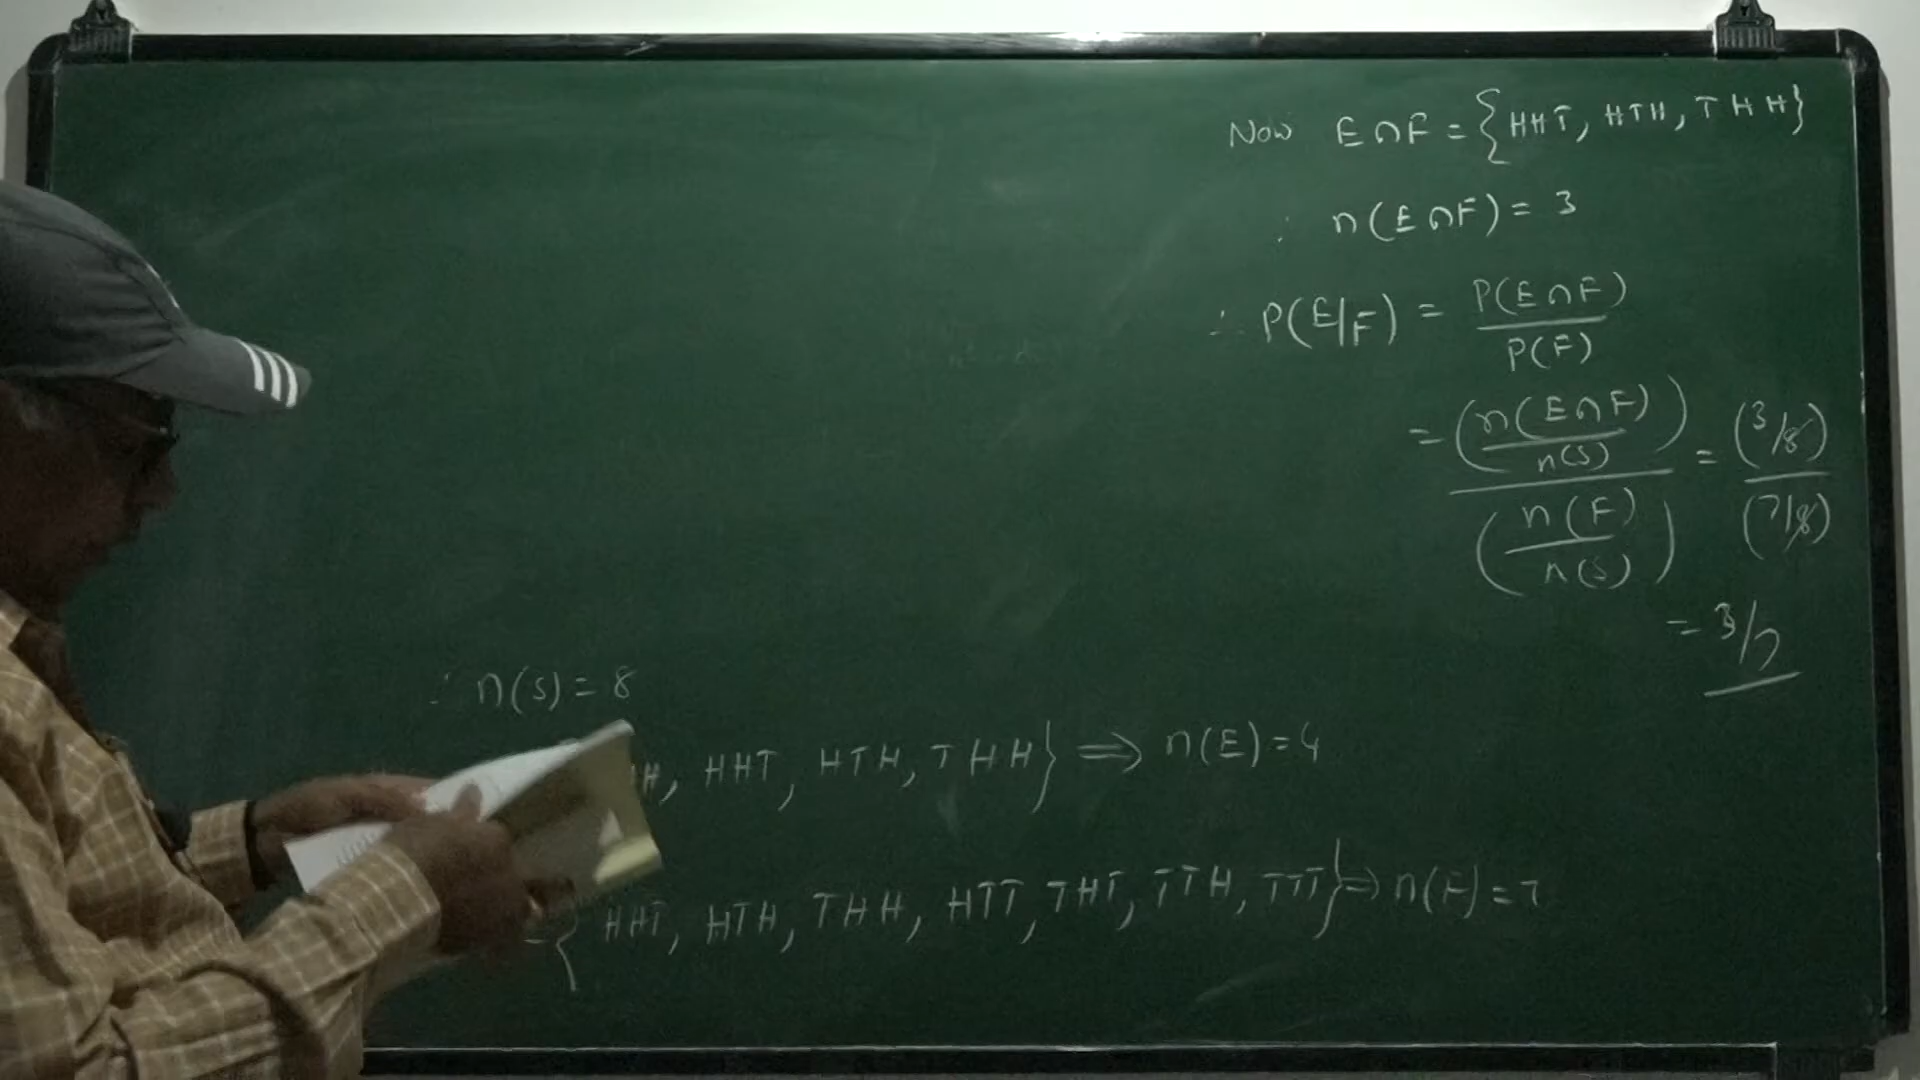 Now E∩F = {HHT, HTH, THH}
∴ n(E∩F) = 3
∴ P(E/F) = P(E∩F) / P(F)
= (n(E∩F) / n(S)) / (n(F) / n(S)) = (3/8) / (7/8)
= 3/7
∴ n(S) = 8
H, HHT, HTH, THH} ⇒ n(E) = 4
= { HHT, HTH, THH, HTT, THT, TTH, TTT} ⇒ n(F) = 7